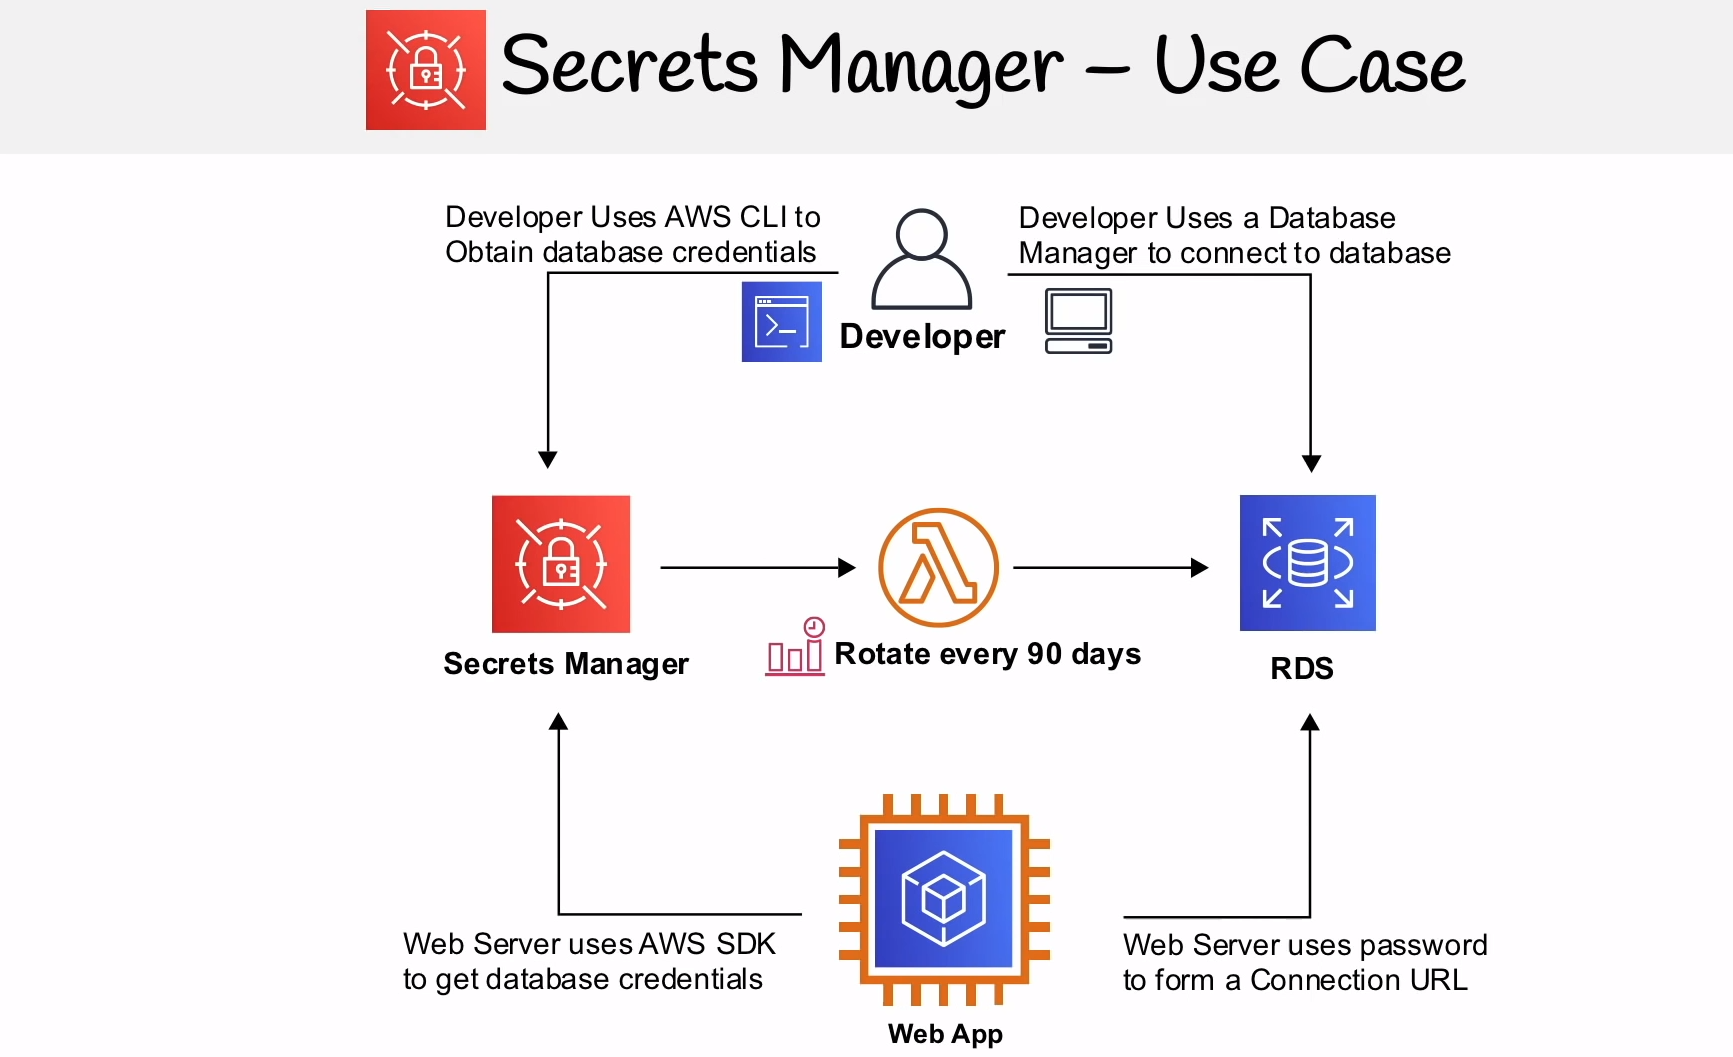 Secrets Manager – Use Case
Developer Uses AWS CLI to
Obtain database credentials
Developer Uses a Database
Manager to connect to database
Developer
Secrets Manager
Rotate every 90 days
RDS
Web Server uses AWS SDK
to get database credentials
Web Server uses password
to form a Connection URL
Web App